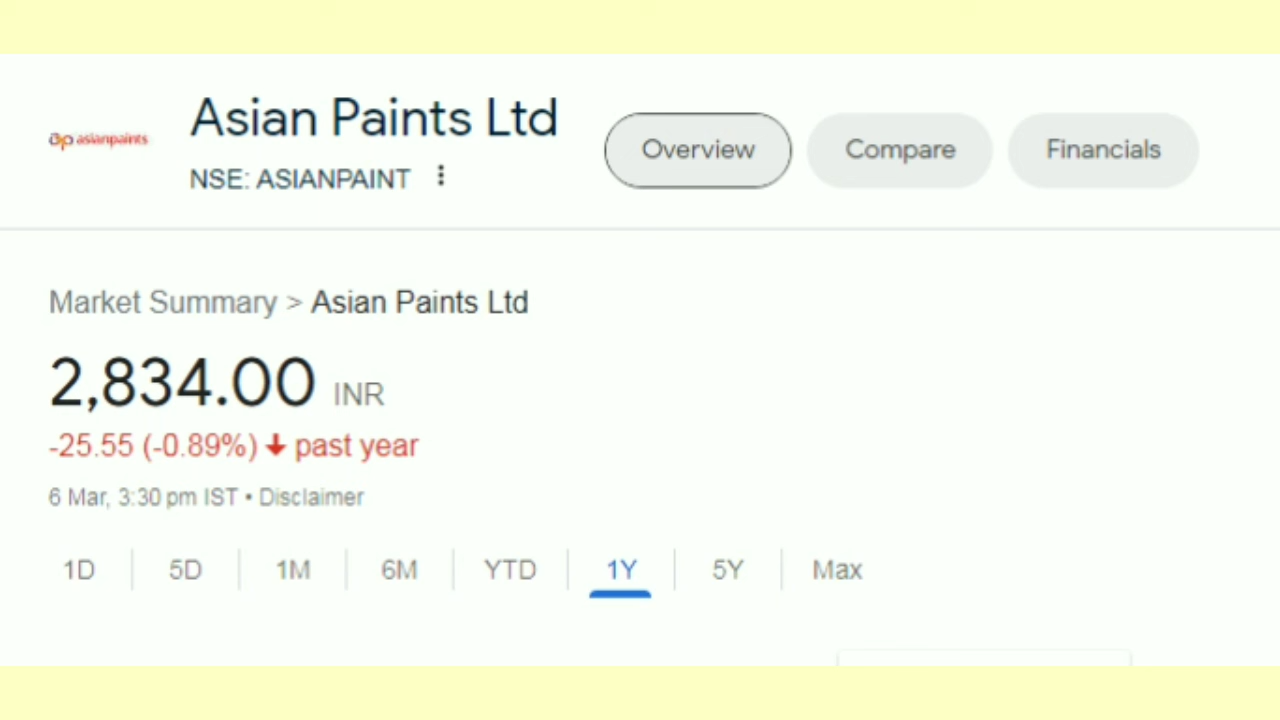 asianpaints
Asian Paints Ltd
NSE: ASIANPAINT
Overview
Compare
Financials
Market Summary > Asian Paints Ltd
2,834.00 INR
-25.55 (-0.89%) ↓ past year
6 Mar, 3:30 pm IST • Disclaimer
1D 5D 1M 6M YTD 1Y 5Y Max